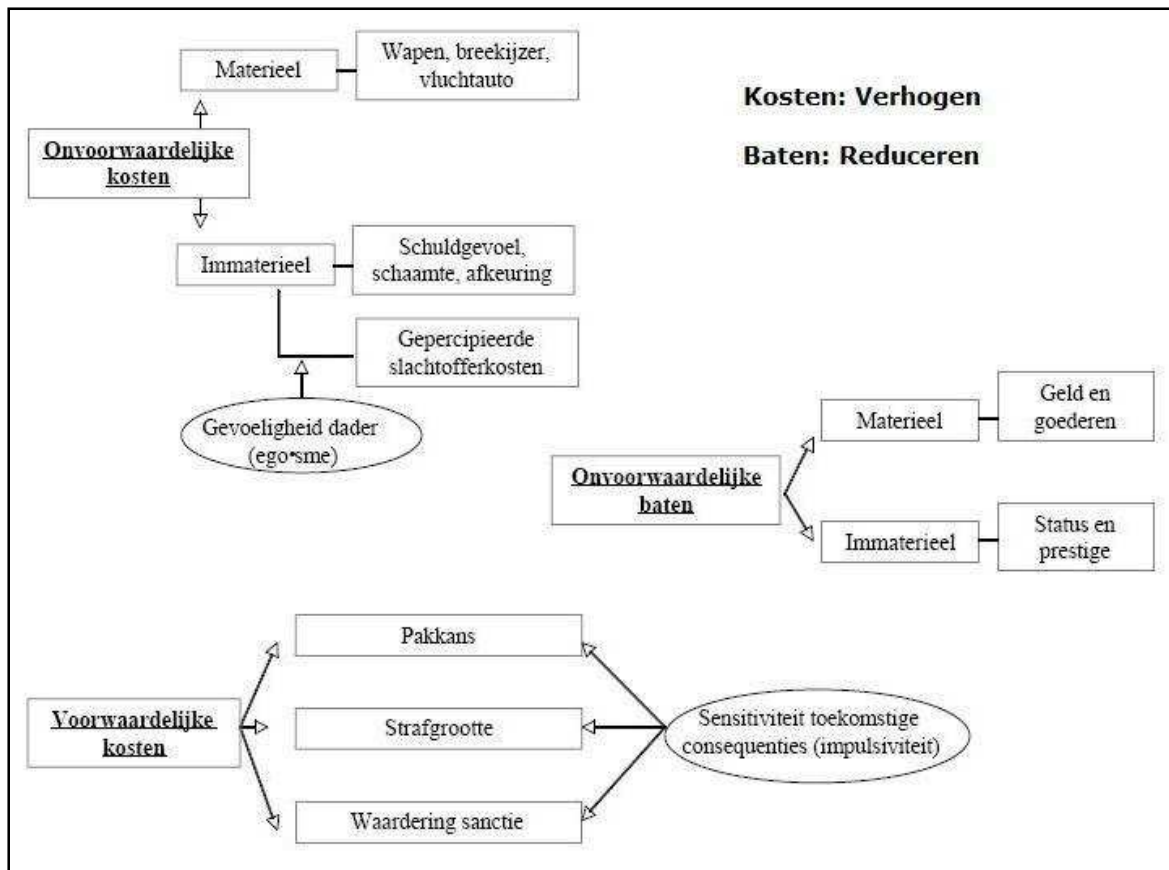 Materieel
Wapen, breekijzer,
vluchtauto
Kosten: Verhogen
Baten: Reduceren
Onvoorwaardelijke
kosten
Immaterieel
Schuldgevoel,
schaamte, afkeuring
Gepercipieerde
slachtofferkosten
Gevoeligheid dader
(ego•sme)
Onvoorwaardelijke
baten
Materieel
Geld en
goederen
Immaterieel
Status en
prestige
Voorwaardelijke
kosten
Pakkans
Strafgrootte
Waardering sanctie
Sensitiviteit toekomstige
consequenties (impulsiviteit)